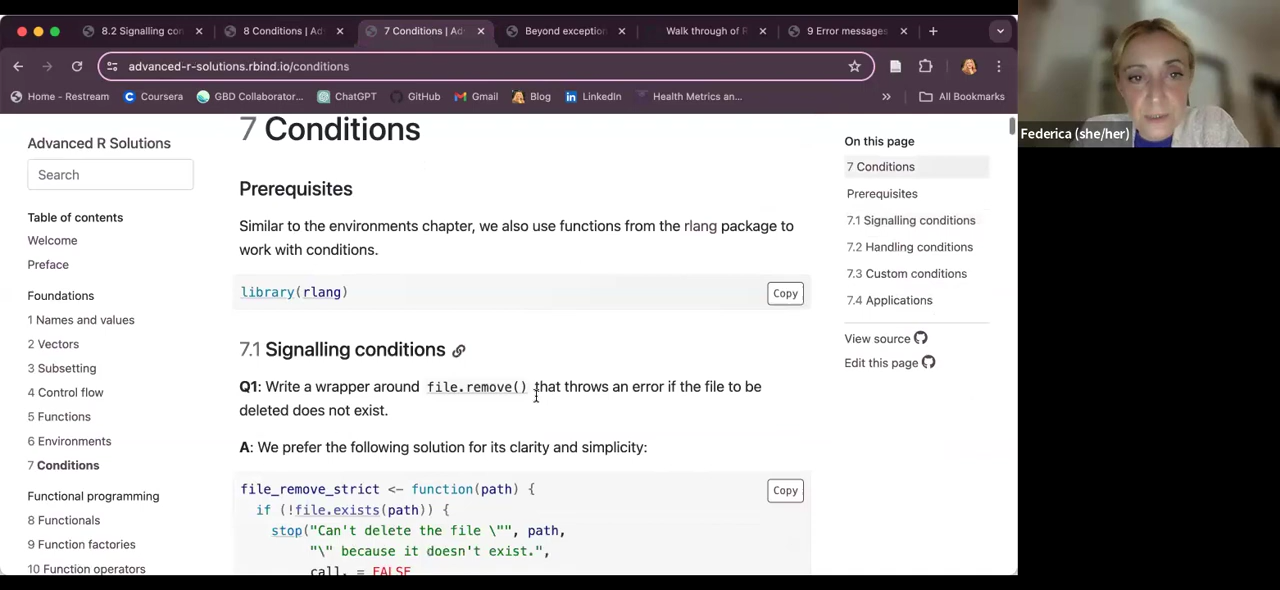 8.2 Signalling con
8 Conditions | Ad
7 Conditions | Ad
Beyond exception
Walk through of R
9 Error messages
advanced-r-solutions.rbind.io/conditions
Home - Restream
Coursera
GBD Collaborator...
ChatGPT
GitHub
Gmail
Blog
LinkedIn
Health Metrics an...
»
All Bookmarks
Federica (she/her)
Advanced R Solutions
Search
Table of contents
Welcome
Preface
Foundations
1 Names and values
2 Vectors
3 Subsetting
4 Control flow
5 Functions
6 Environments
7 Conditions
Functional programming
8 Functionals
9 Function factories
10 Function operators
7 Conditions
Prerequisites
Similar to the environments chapter, we also use functions from the rlang package to
work with conditions.
library(rlang)
Copy
7.1 Signalling conditions
Q1: Write a wrapper around file.remove() that throws an error if the file to be
deleted does not exist.
A: We prefer the following solution for its clarity and simplicity:
file_remove_strict <- function(path) {
Copy
if (!file.exists(path)) {
stop("Can't delete the file \"", path,
"\" because it doesn't exist.",
call. = FALSE
On this page
7 Conditions
Prerequisites
7.1 Signalling conditions
7.2 Handling conditions
7.3 Custom conditions
7.4 Applications
View source
Edit this page